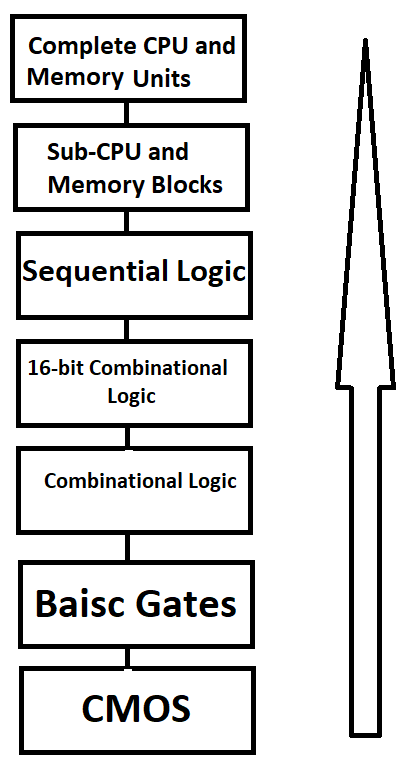 Complete CPU and
Memory Units
Sub-CPU and
Memory Blocks
Sequential Logic
16-bit Combinational
Logic
Combinational Logic
Baisc Gates
CMOS